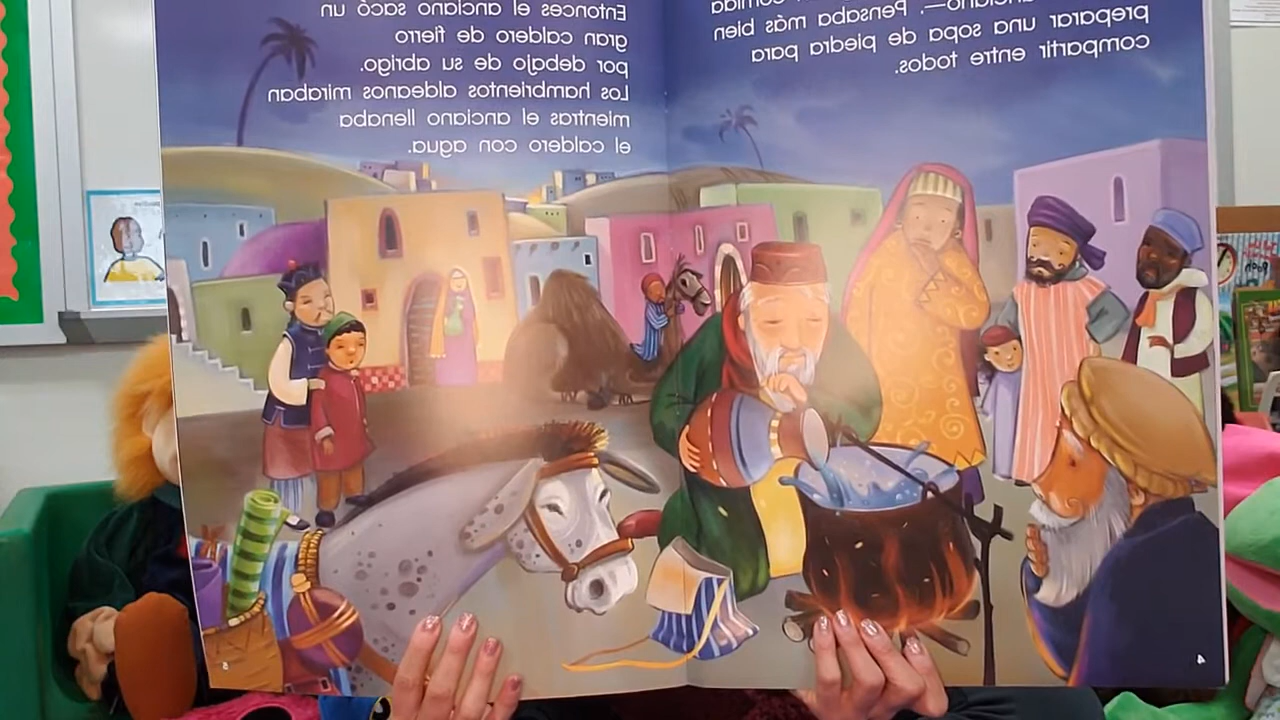 comida
anciano—. Pensaba más bien
preparar una sopa de piedra para
compartir entre todos.
4
Entonces el anciano sacó un
gran caldero de fierro
por debajo de su abrigo.
Los hambrientos aldeanos miraban
mientras el anciano llenaba
el caldero con agua.
5